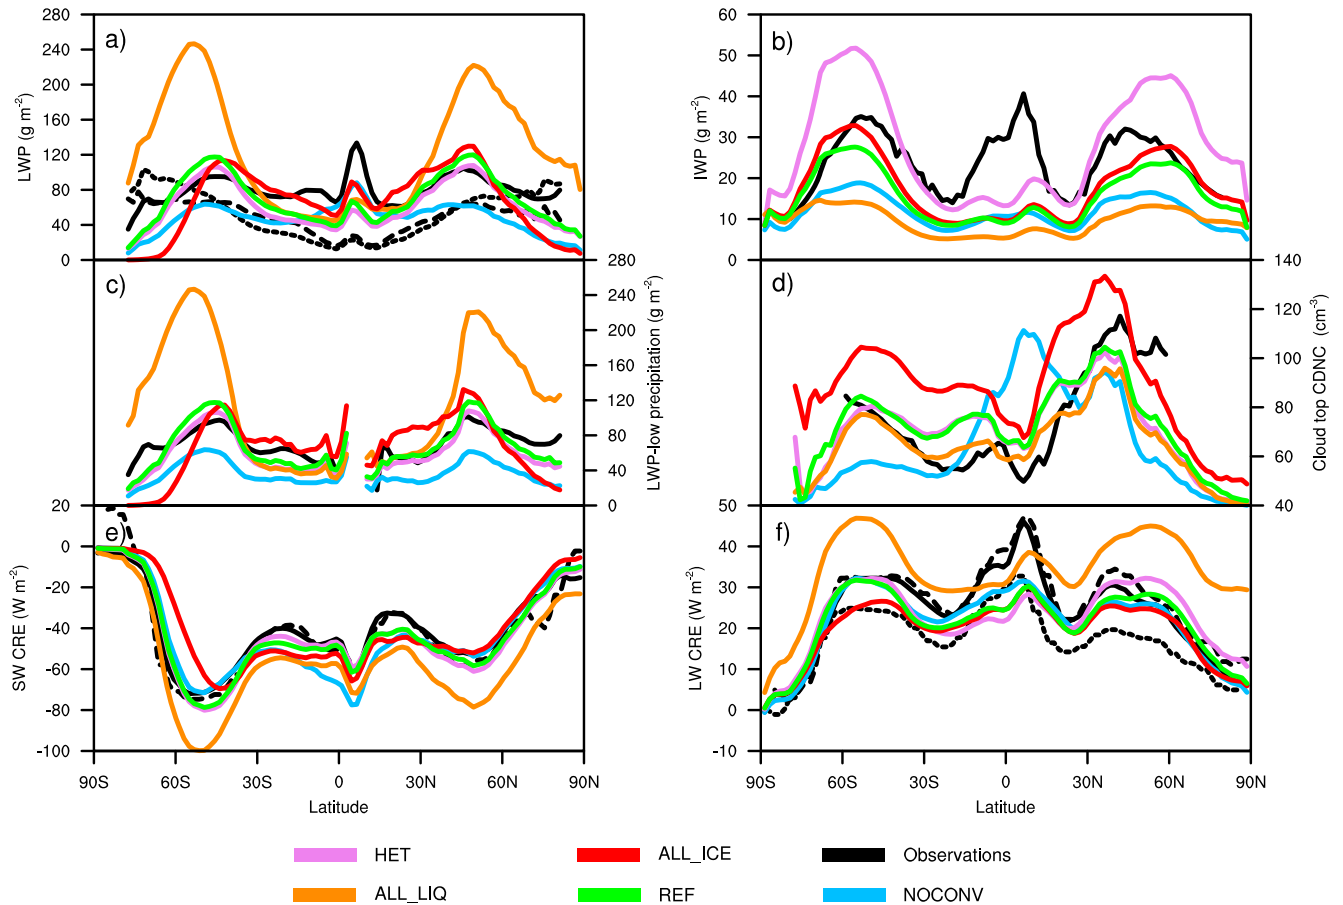 a)
280
240
200
160
120
80
40
0
LWP (g m-2)
b)
60
50
40
30
20
10
0
IWP (g m-2)
c)
280
240
200
160
120
80
40
0
LWP-low precipitation (g m-2)
d)
140
120
100
80
60
40
Cloud top CDNC (cm-3)
e)
20
0
-20
-40
-60
-80
-100
SW CRE (W m-2)
90S 60S 30S 0 30N 60N 90N
Latitude
f)
50
40
30
20
10
0
-10
LW CRE (W m-2)
90S 60S 30S 0 30N 60N 90N
Latitude
HET ALL_ICE Observations
ALL_LIQ REF NOCONV